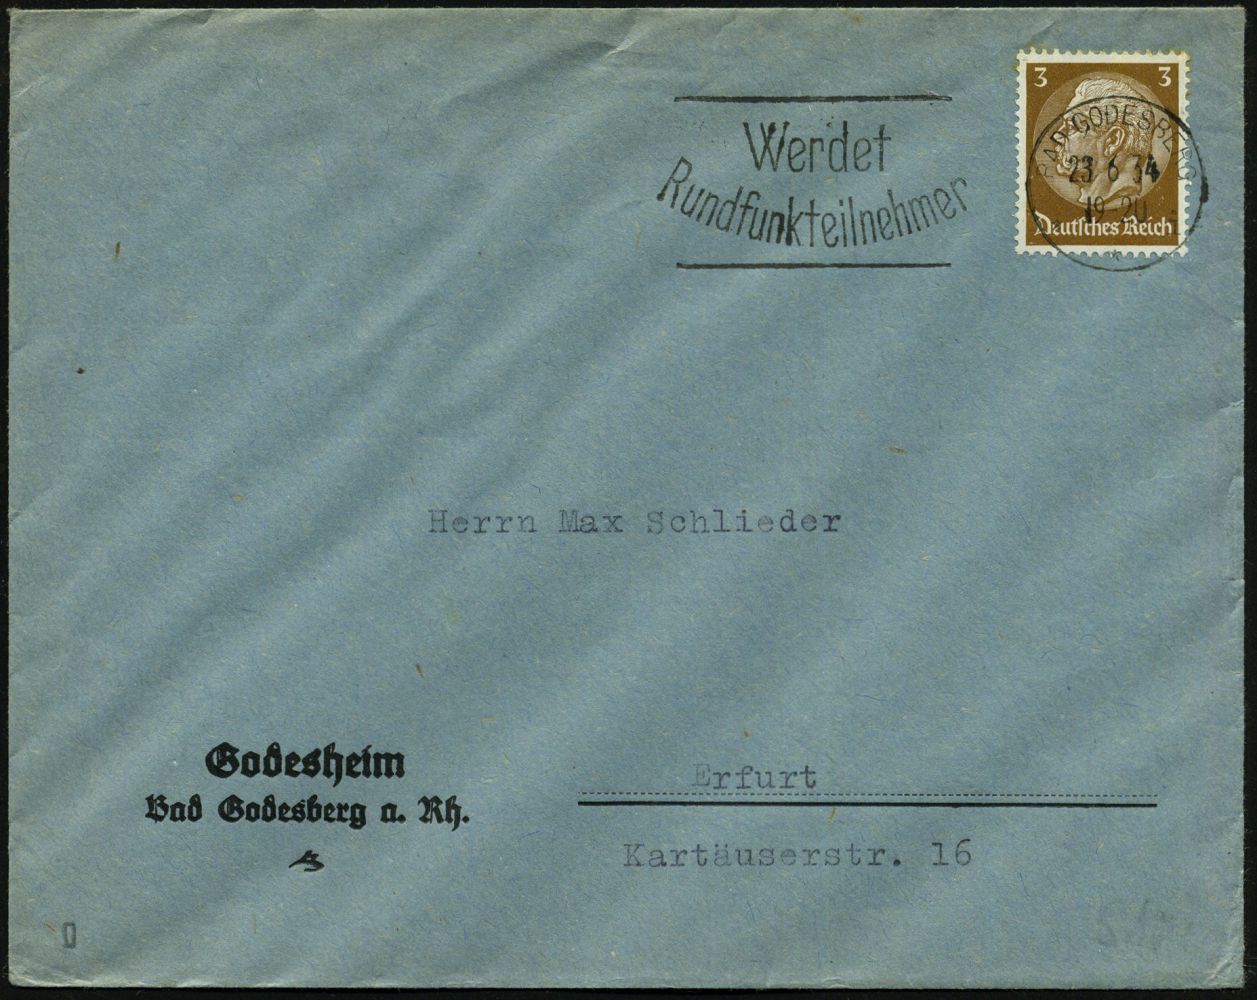 3 3
Werdet
Rundfunkteilnehmer
BAD GODESBERG
23 6 34
19-20
Deutsches Reich
Herrn Max Schlieder
Godesheim
Bad Godesberg a. Rh.
Erfurt
Kartäuserstr. 16